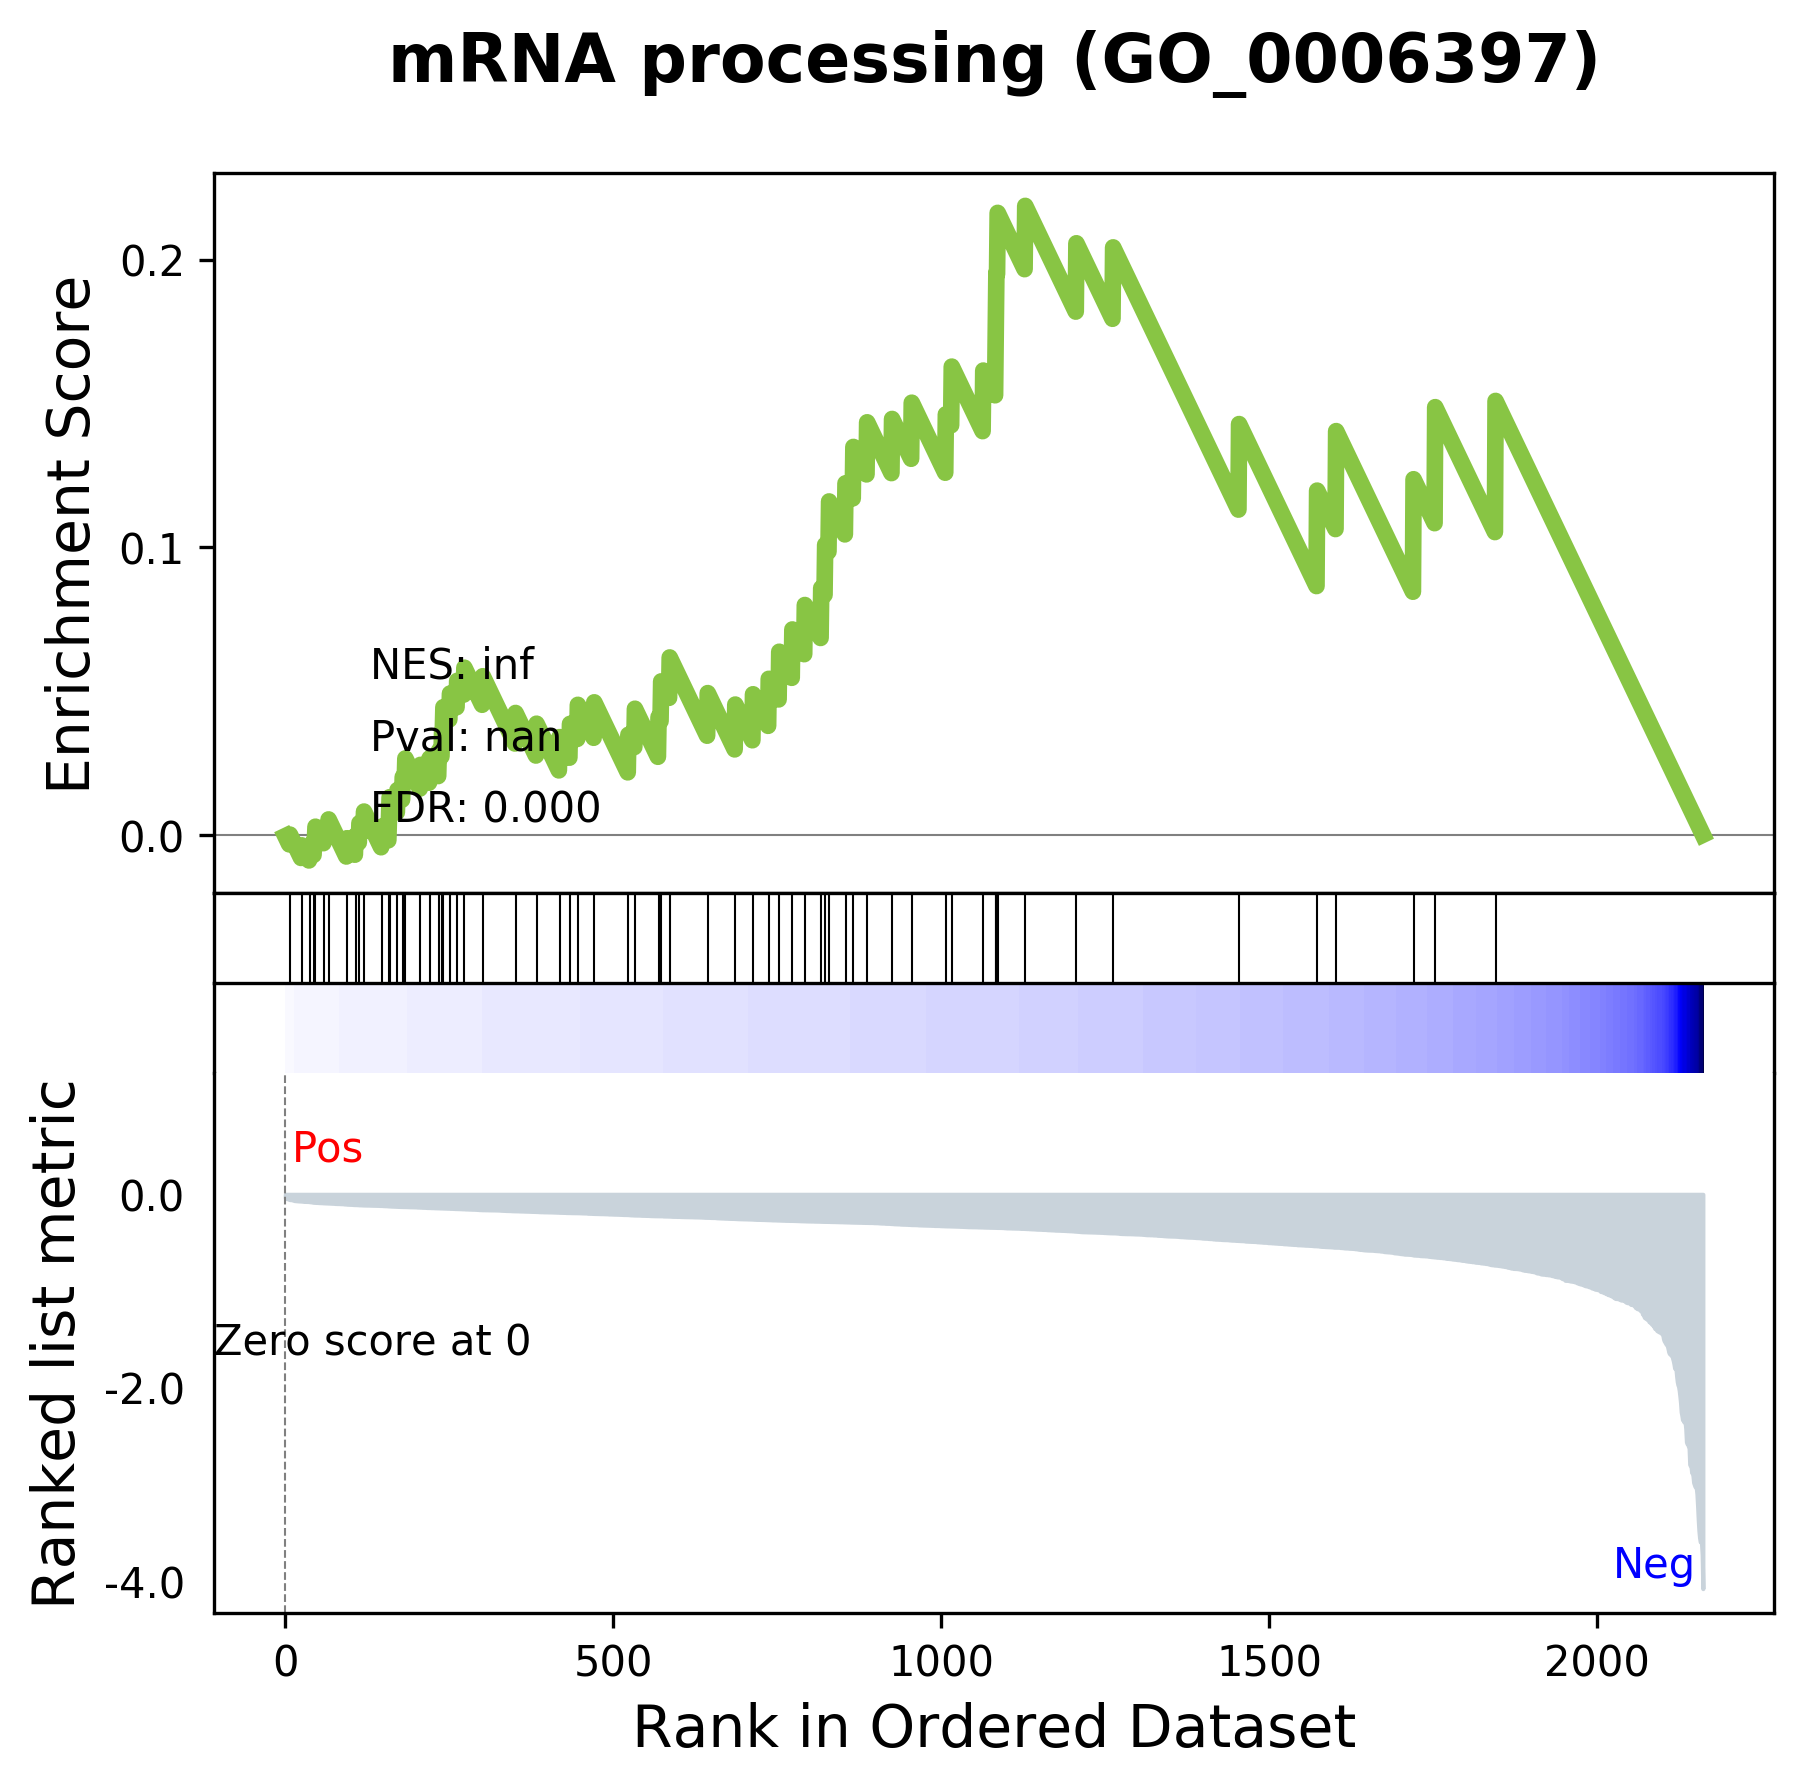 mRNA processing (GO_0006397)
Enrichment Score
0.2
0.1
0.0
NES: inf
Pval: nan
FDR: 0.000
Ranked list metric
Pos
0.0
Zero score at 0
-2.0
Neg
-4.0
0 500 1000 1500 2000
Rank in Ordered Dataset